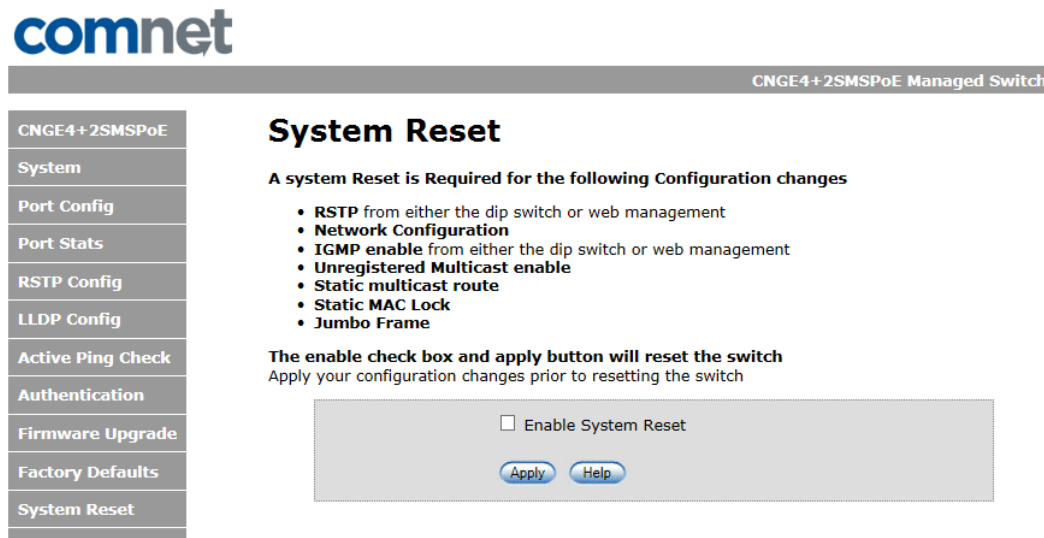 comnet
CNGE4+2SMSPoE Managed Switch
CNGE4+2SMSPoE
System
Port Config
Port Stats
RSTP Config
LLDP Config
Active Ping Check
Authentication
Firmware Upgrade
Factory Defaults
System Reset
System Reset
A system Reset is Required for the following Configuration changes
• RSTP from either the dip switch or web management
• Network Configuration
• IGMP enable from either the dip switch or web management
• Unregistered Multicast enable
• Static multicast route
• Static MAC Lock
• Jumbo Frame
The enable check box and apply button will reset the switch
Apply your configuration changes prior to resetting the switch
Enable System Reset
Apply Help